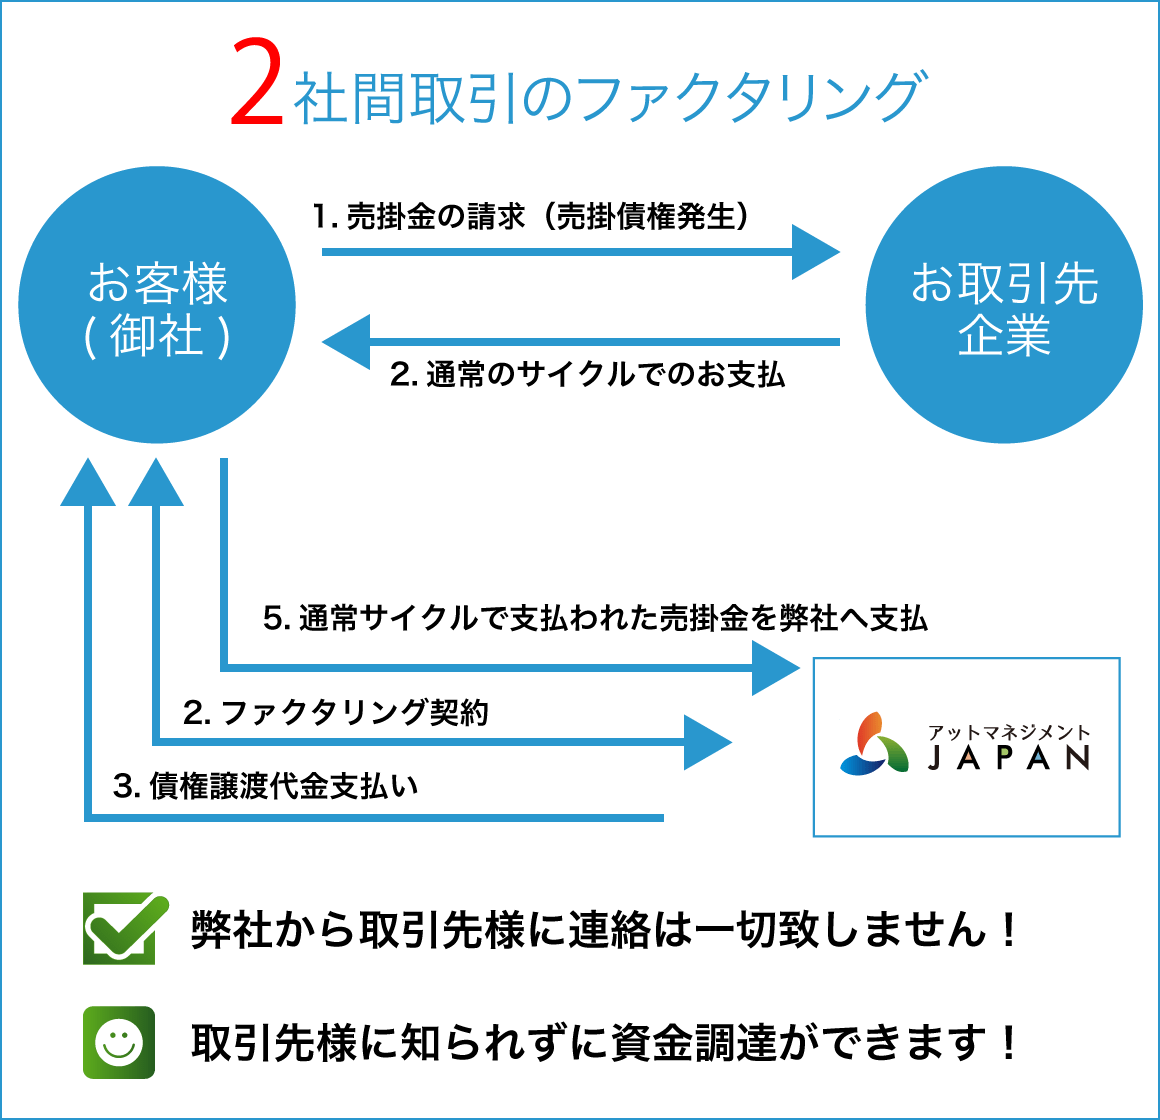 2社間取引のファクタリング
1.売掛金の請求（売掛債権発生）
お客様
(御社)
お取引先
企業
2.通常のサイクルでのお支払
5.通常サイクルで支払われた売掛金を弊社へ支払
2.ファクタリング契約
3.債権譲渡代金支払い
アットマネジメント
JAPAN
弊社から取引先様に連絡は一切致しません！
取引先様に知られずに資金調達ができます！